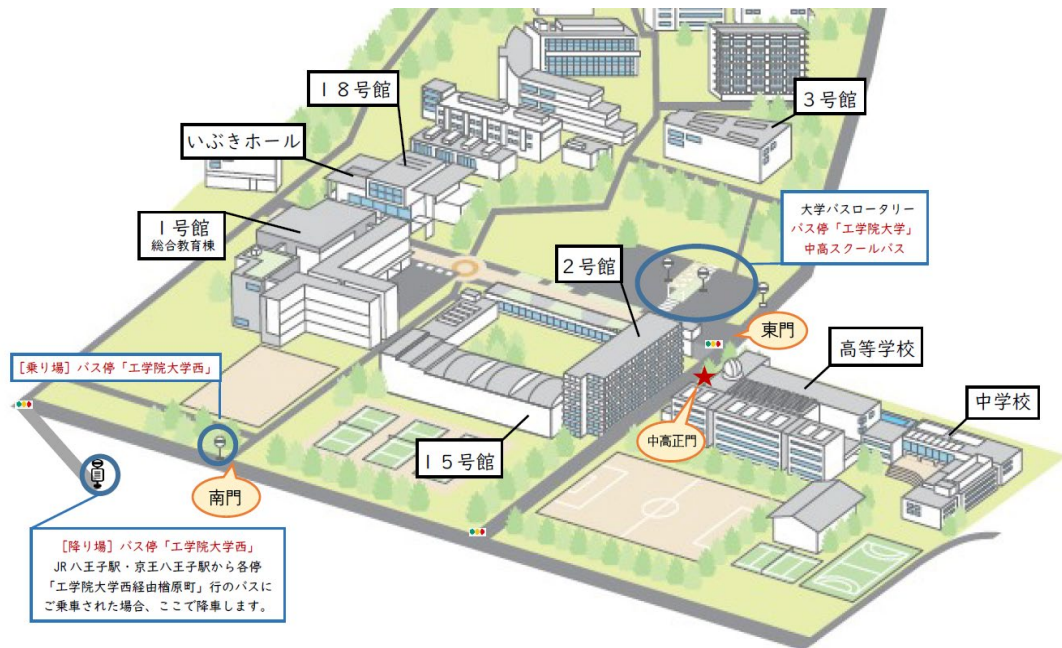 18号館
3号館
いぶきホール
1号館
総合教育棟
大学バスロータリー
バス停「工学院大学」
中高スクールバス
2号館
東門
高等学校
[乗り場] バス停「工学院大学西」
中学校
中高正門
15号館
南門
[降り場] バス停「工学院大学西」
JR八王子駅・京王八王子駅から各停
「工学院大学西経由楢原町」行のバスに
ご乗車された場合、ここで降車します。